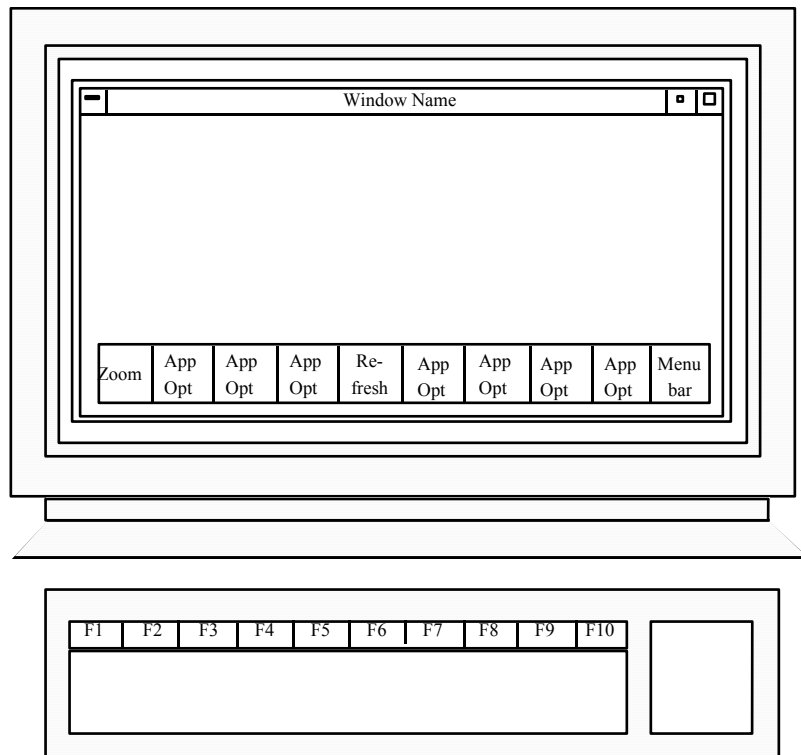 Window Name
Zoom App Opt App Opt App Opt Re-fresh App Opt App Opt App Opt App Opt Menu bar
F1 F2 F3 F4 F5 F6 F7 F8 F9 F10